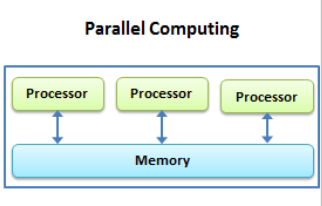 Parallel Computing
Processor Processor Processor
Memory